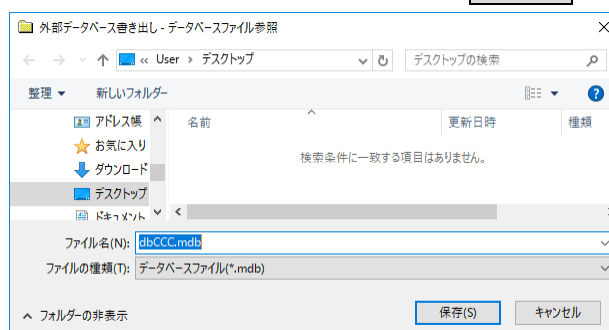 外部データベース書き出し - データベースファイル参照
« User › デスクトップ
デスクトップの検索
整理 新しいフォルダー
名前 更新日時 種類
アドレス帳
お気に入り
ダウンロード
デスクトップ
ドキュメント
検索条件に一致する項目はありません。
ファイル名(N): dbCCC.mdb
ファイルの種類(T): データベースファイル(*.mdb)
フォルダーの非表示
保存(S) キャンセル